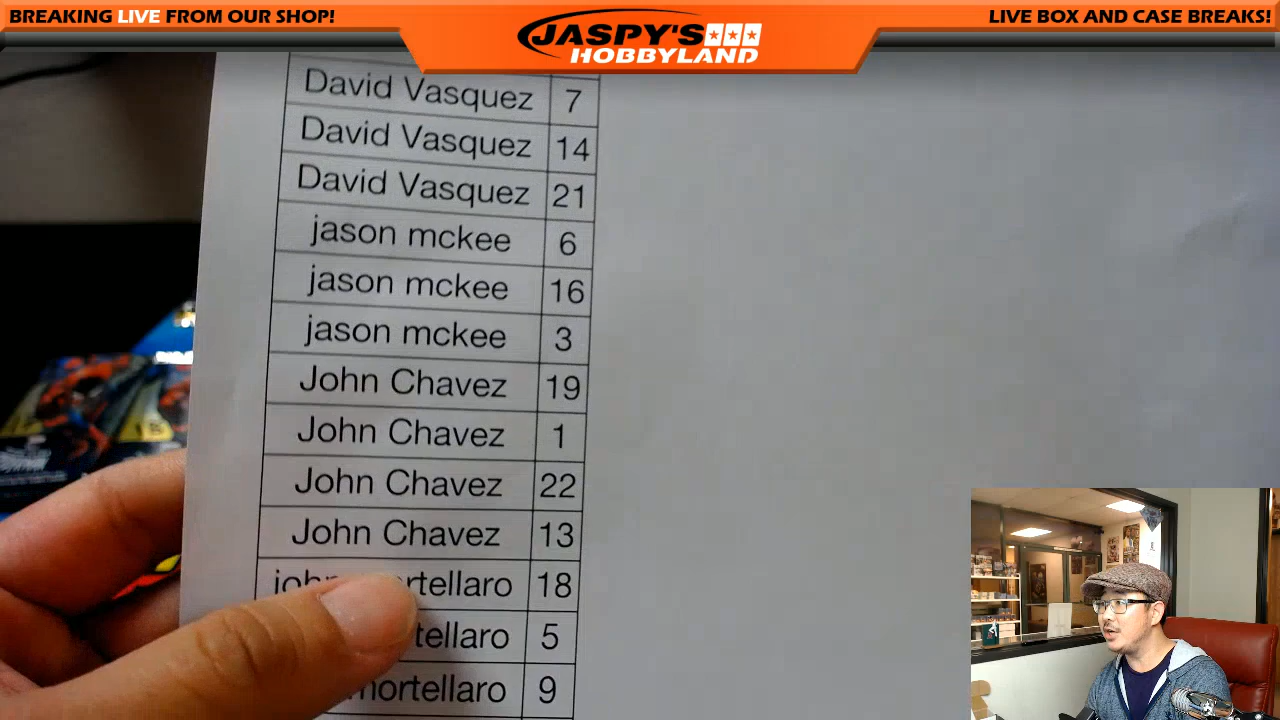 BREAKING LIVE FROM OUR SHOP!
JASPY'S
HOBBYLAND
LIVE BOX AND CASE BREAKS!
David Vasquez 7
David Vasquez 14
David Vasquez 21
jason mckee 6
jason mckee 16
jason mckee 3
John Chavez 19
John Chavez 1
John Chavez 22
John Chavez 13
18
5
9